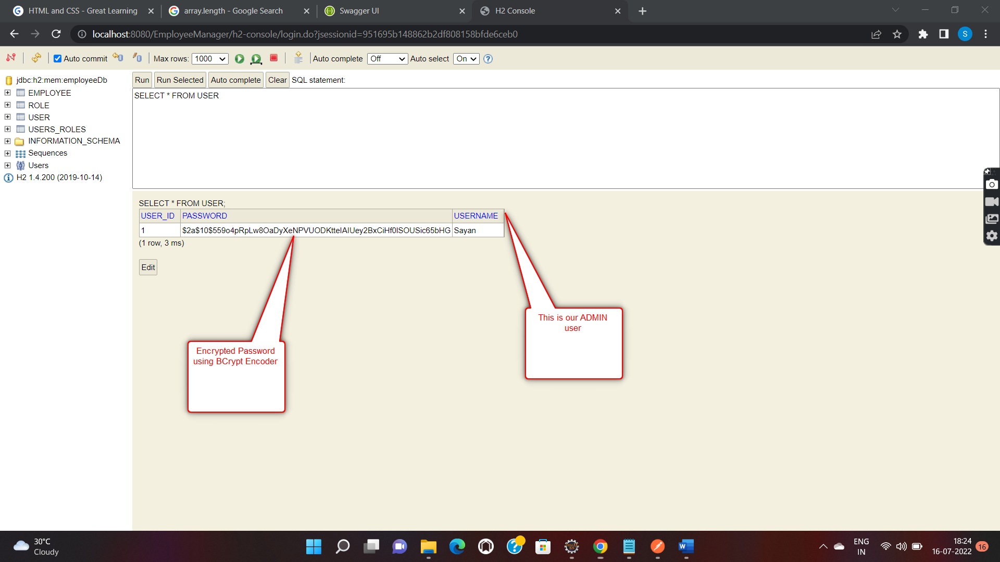 HTML and CSS - Great Learning
array.length - Google Search
Swagger UI
H2 Console
localhost:8080/EmployeeManager/h2-console/login.do?jsessionid=951695b148862b2df808158bfde6ceb0
S
Auto commit
Max rows: 1000
Auto complete Off
Auto select On
jdbc:h2:mem:employeeDb
EMPLOYEE
ROLE
USER
USERS_ROLES
INFORMATION_SCHEMA
Sequences
Users
H2 1.4.200 (2019-10-14)
Run Run Selected Auto complete Clear SQL statement:
SELECT * FROM USER
SELECT * FROM USER;
USER_ID PASSWORD USERNAME
1 Sayan
(1 row, 3 ms)
Edit
This is our ADMIN
user
Encrypted Password
using BCrypt Encoder
30°C
Cloudy
ENG
IN
18:24
16-07-2022
16